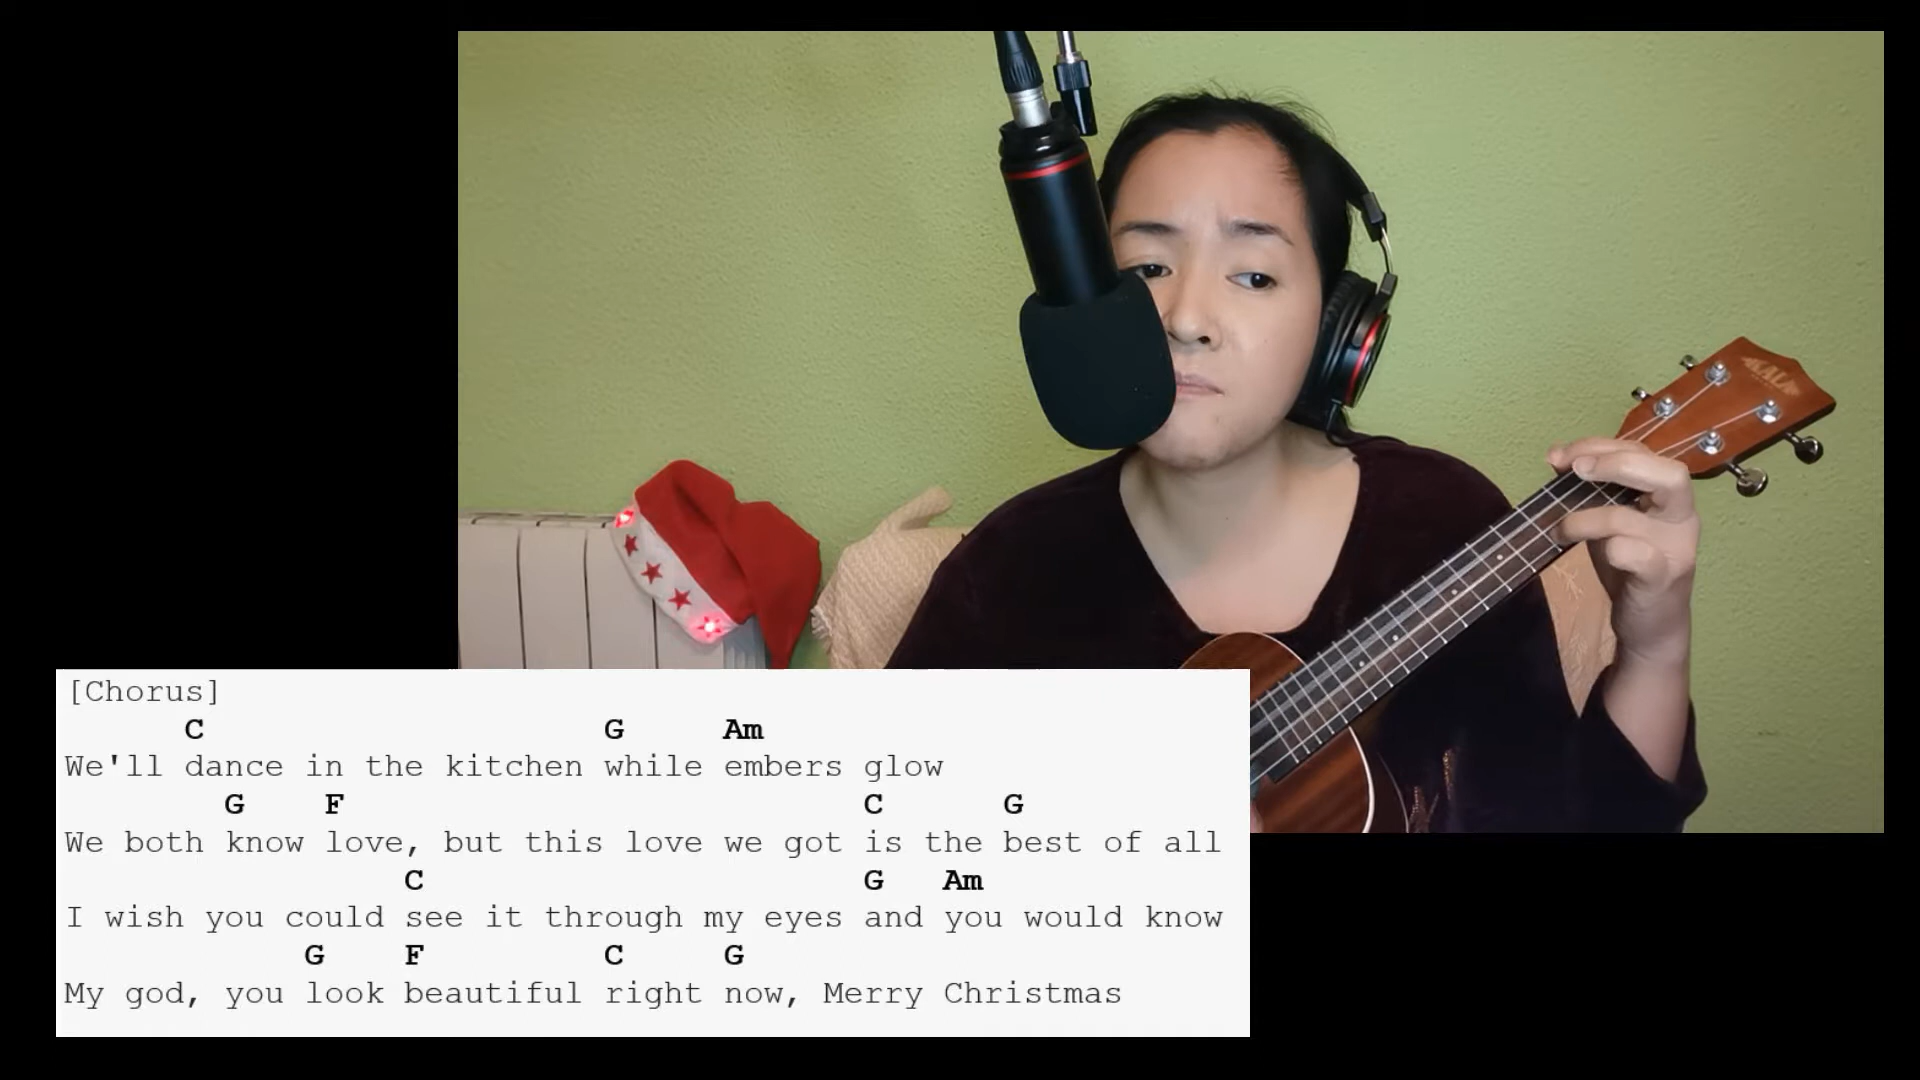 KALA
[Chorus]
C G Am
We'll dance in the kitchen while embers glow
G F C G
We both know love, but this love we got is the best of all
C G Am
I wish you could see it through my eyes and you would know
G F C G
My god, you look beautiful right now, Merry Christmas